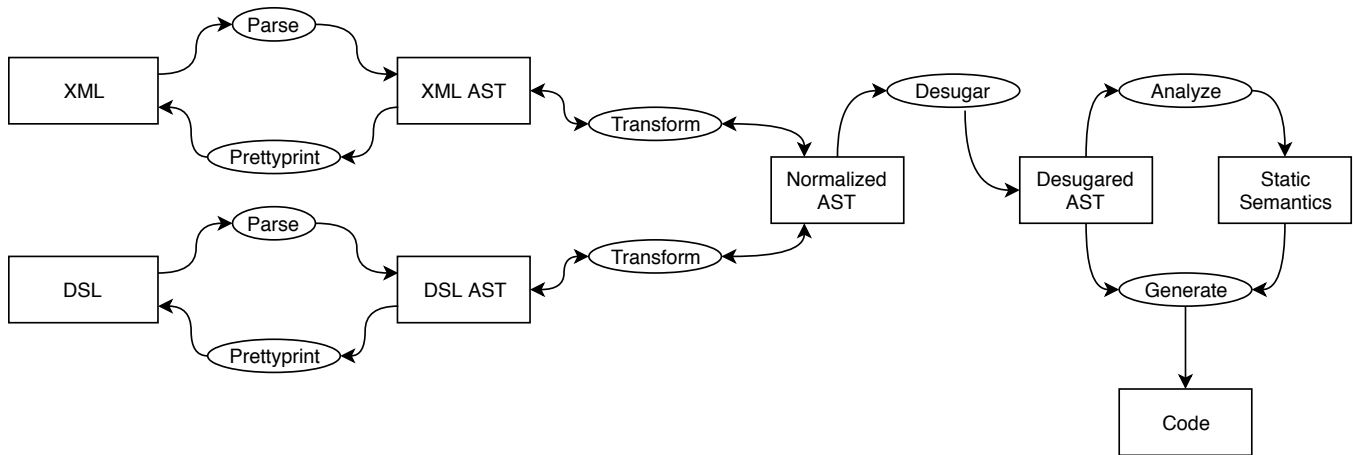 Parse
XML
XML AST
Prettyprint
Transform
Parse
DSL
DSL AST
Prettyprint
Transform
Normalized
AST
Desugar
Desugared
AST
Analyze
Static
Semantics
Generate
Code